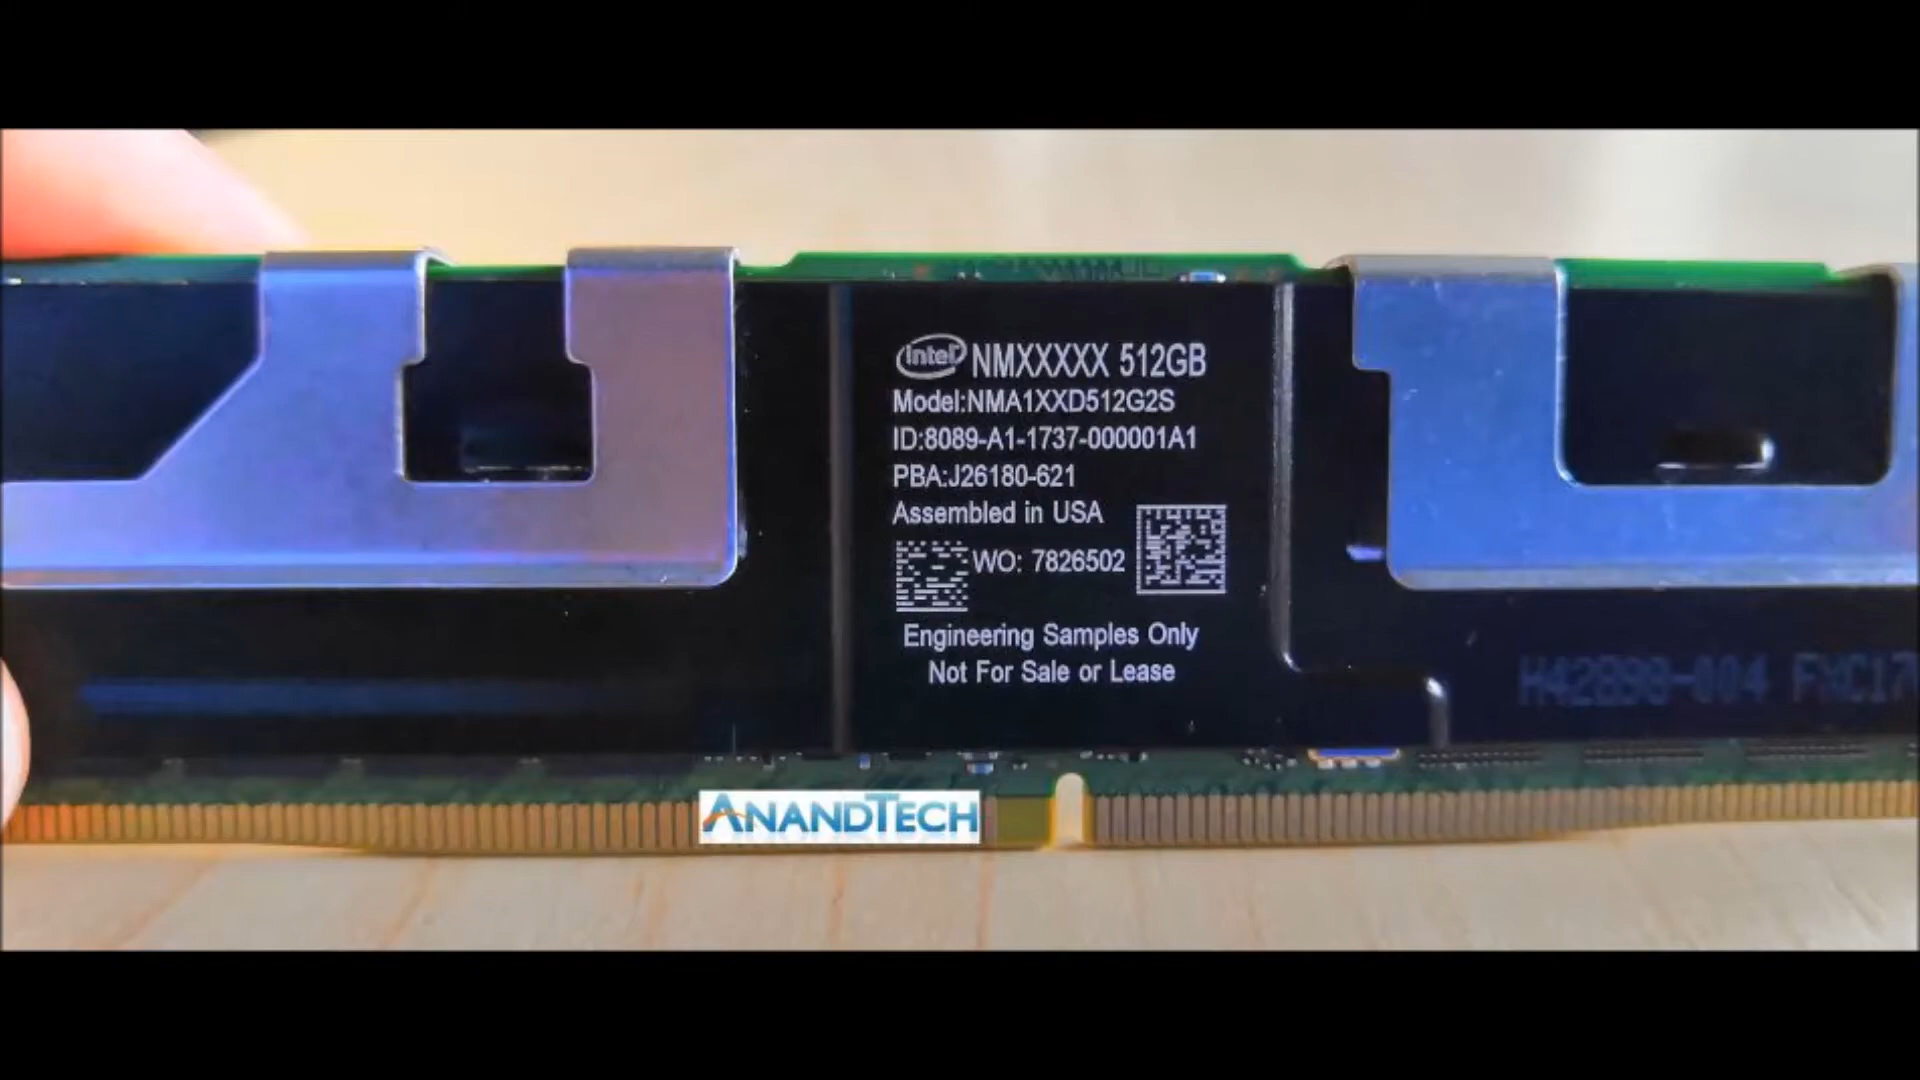 intel NMXXXXX 512GB
Model:NMA1XXD512G2S
ID:8089-A1-1737-000001A1
PBA:J26180-621
Assembled in USA
WO: 7826502
Engineering Samples Only
Not For Sale or Lease
ANANDTECH